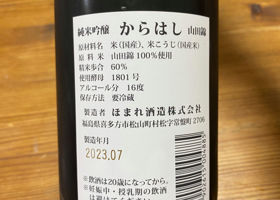 純米吟醸 からはし 山田錦
原材料名 米(国産)、米こうじ(国産米)
原料米 山田錦100%使用
精米歩合 60%
使用酵母 1801号
アルコール分 16度
保存方法 要冷蔵
製造者 ほまれ酒造株式会社
福島県喜多方市松山町村松字常盤町2706
製造年月
2023.07
※飲酒は20歳になってから。
※妊娠中・授乳期の飲酒